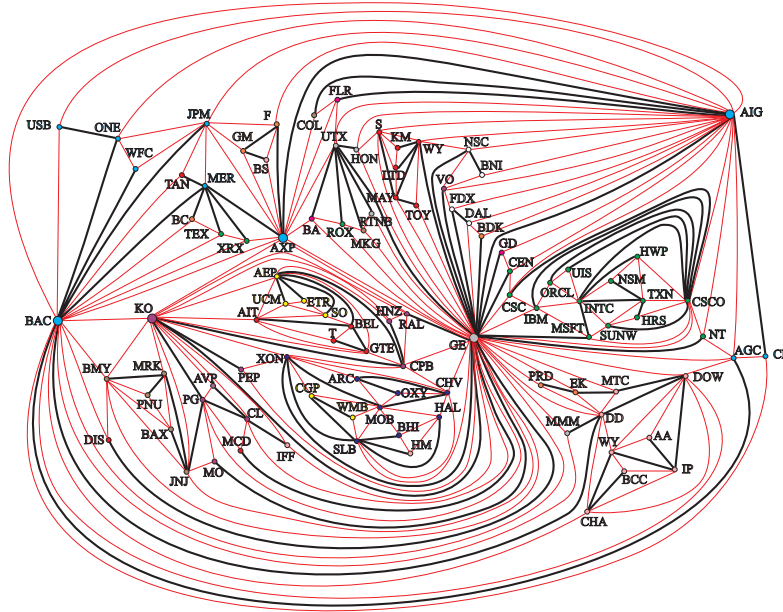 FLR
AIG
USB
ONE
JPM
F
COL
UTX
S
KM
WY
NSC
WFC
GM
BS
HON
LTD
BNI
TAN
MER
MAY
VO
FDX
BC
BA
ROX
RTNB
TOY
DAL
TEX
XRX
AXP
MKG
BDK
GD
CEN
UIS
HWP
AEP
ORCL
NSM
TXN
UCM
ETR
CSCO
BAC
KO
AIT
SO
BEL
HNZ
RAL
CSC
IBM
INTC
HRS
T
GTE
GE
MSFT
SUNW
NT
XON
CPB
AGC
BMY
MRK
AVP
PEP
ARC
CHV
PRD
EK
MTC
DOW
PNU
PG
CGP
OXY
CL
WMB
MOB
HAL
MMM
DD
BAX
MCD
BHI
DIS
IFF
SLB
HM
WY
AA
MO
JNJ
BCC
IP
CHA